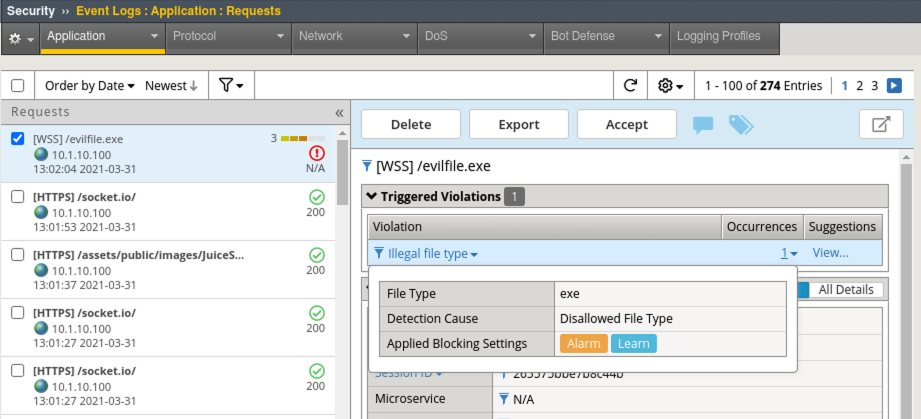 Security ›› Event Logs : Application : Requests
Application Protocol Network DoS Bot Defense Logging Profiles
Order by Date Newest 1 - 100 of 274 Entries 1 2 3
Requests «
[WSS] /evilfile.exe 3
10.1.10.100
13:02:04 2021-03-31 N/A
[HTTPS] /socket.io/
10.1.10.100 200
13:01:53 2021-03-31
[HTTPS] /assets/public/images/JuiceS...
10.1.10.100 200
13:01:37 2021-03-31
[HTTPS] /socket.io/
10.1.10.100 200
13:01:27 2021-03-31
[HTTPS] /socket.io/
10.1.10.100 200
13:01:27 2021-03-31
Delete Export Accept
[WSS] /evilfile.exe
Triggered Violations 1
Violation Occurrences Suggestions
Illegal file type 1 View...
File Type exe
Detection Cause Disallowed File Type
Applied Blocking Settings Alarm Learn
All Details
Session ID
Microservice N/A